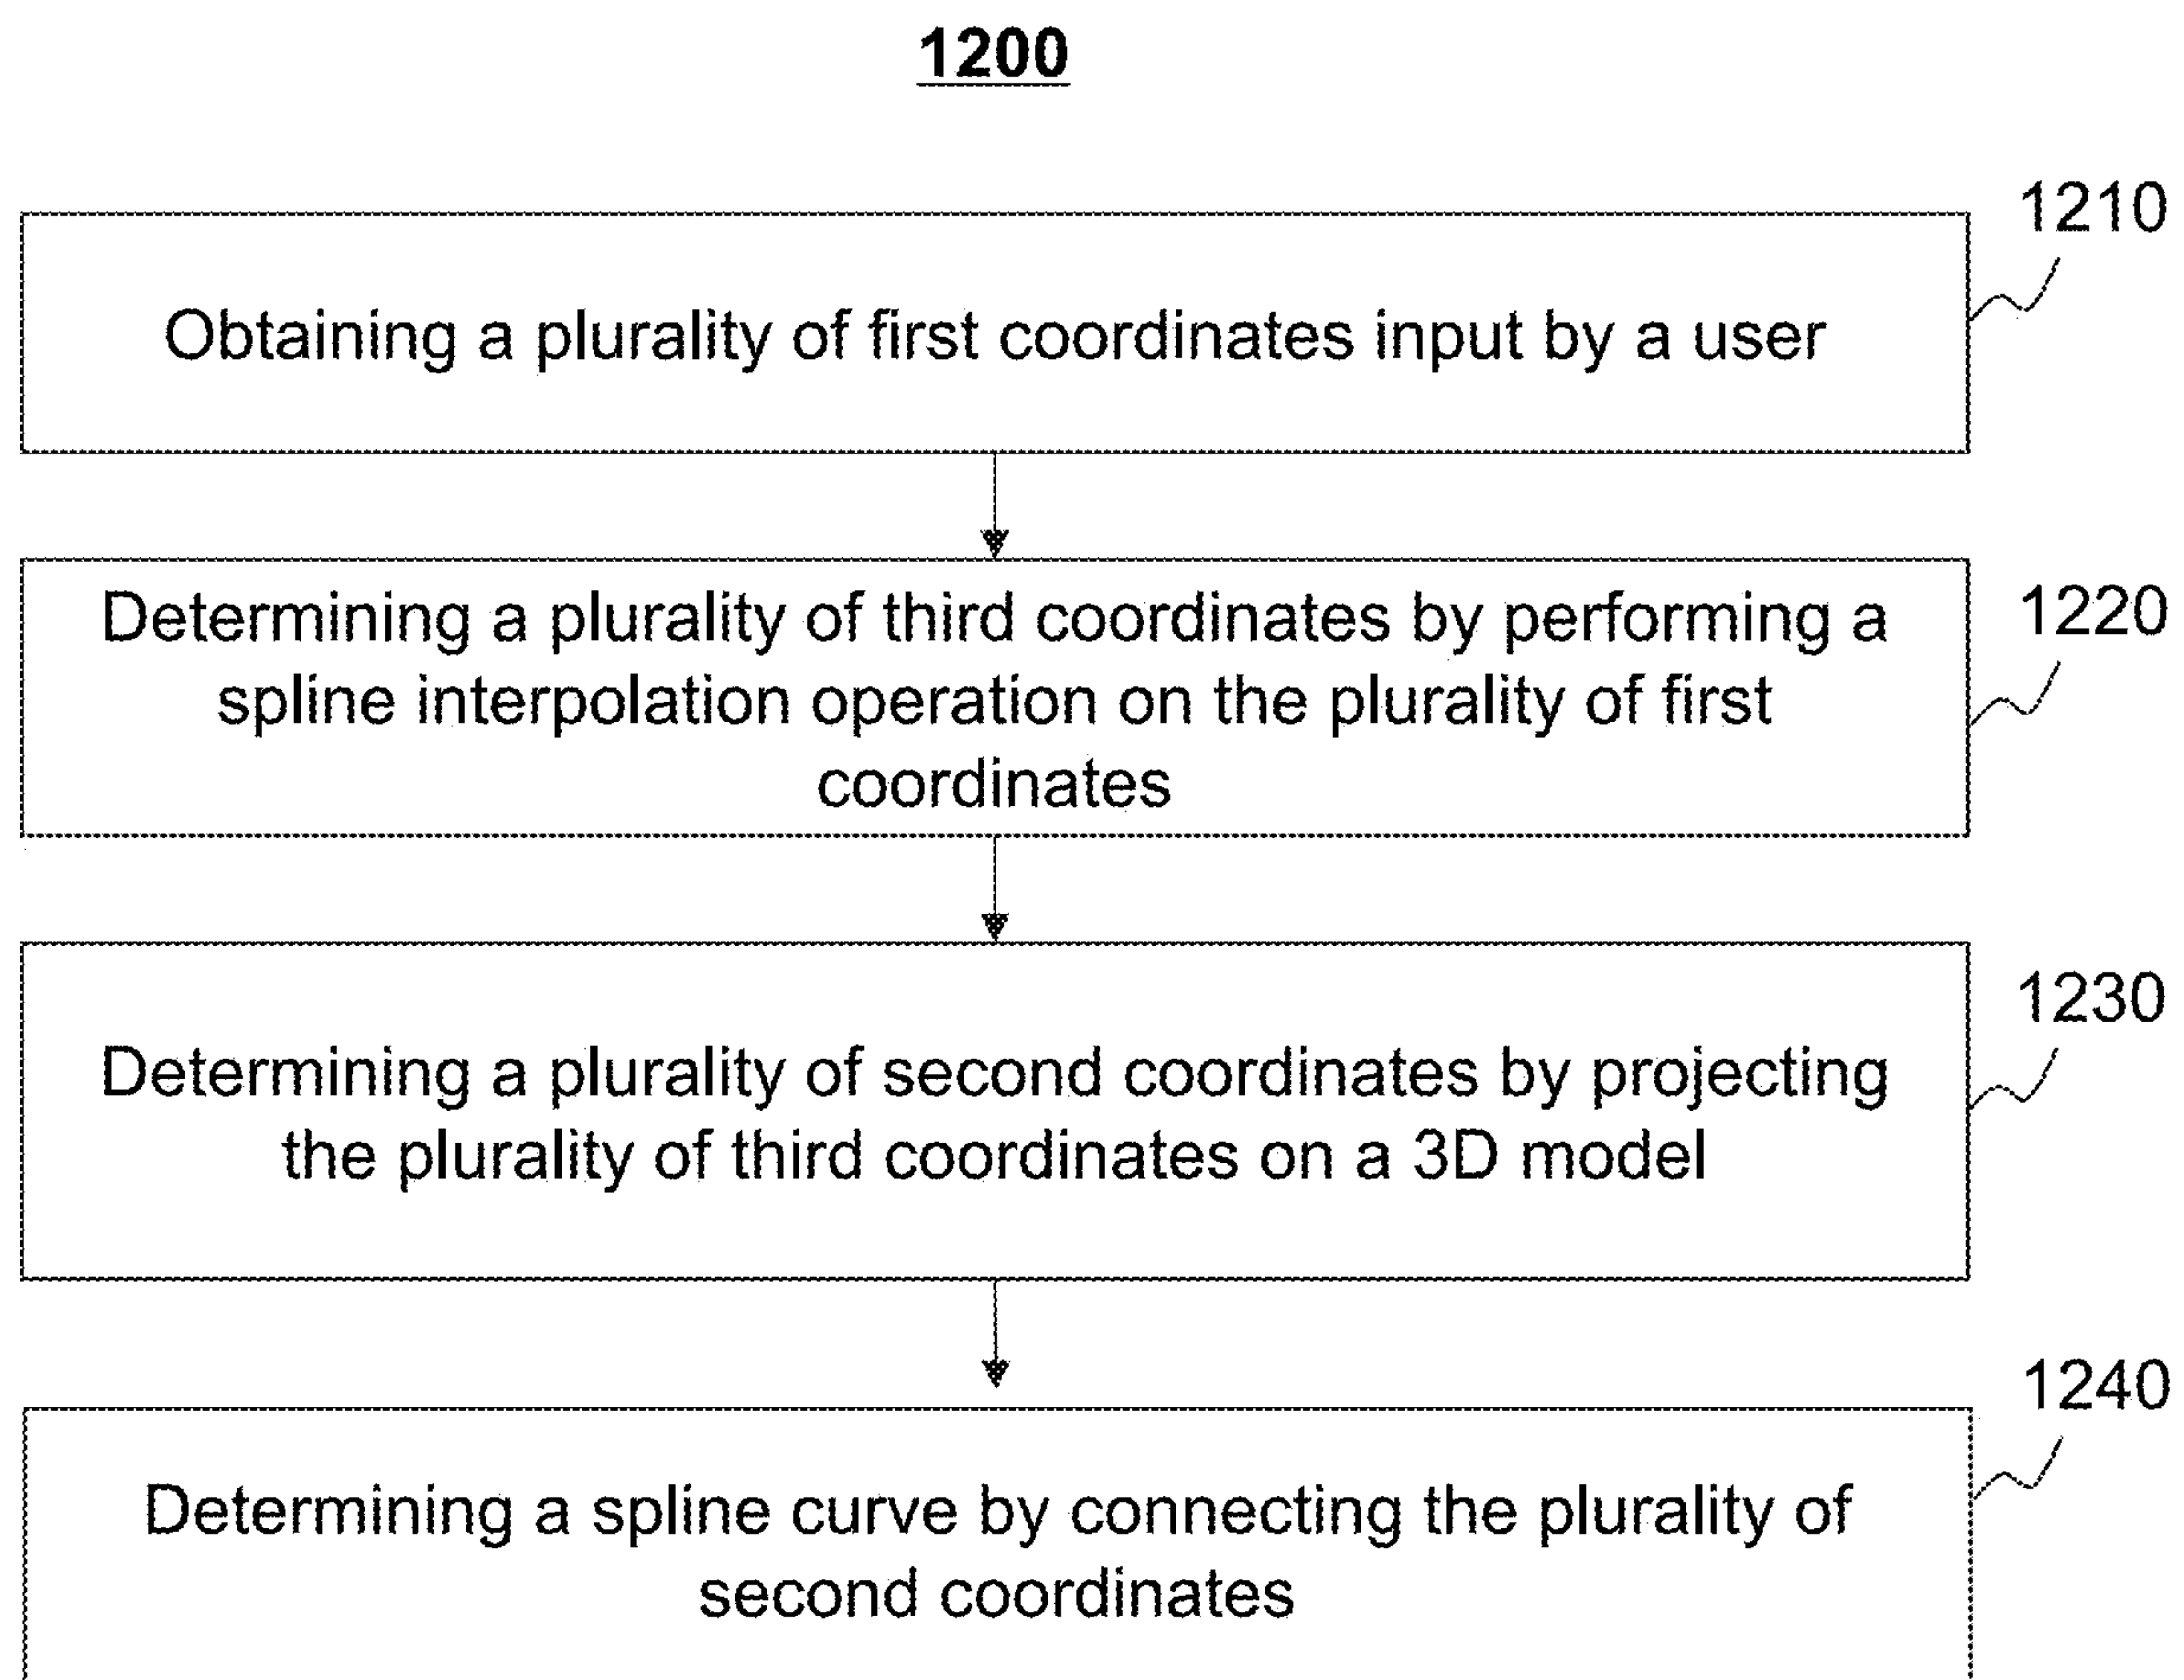 1200
1210
Obtaining a plurality of first coordinates input by a user
1220
Determining a plurality of third coordinates by performing a
spline interpolation operation on the plurality of first
coordinates
1230
Determining a plurality of second coordinates by projecting
the plurality of third coordinates on a 3D model
1240
Determining a spline curve by connecting the plurality of
second coordinates